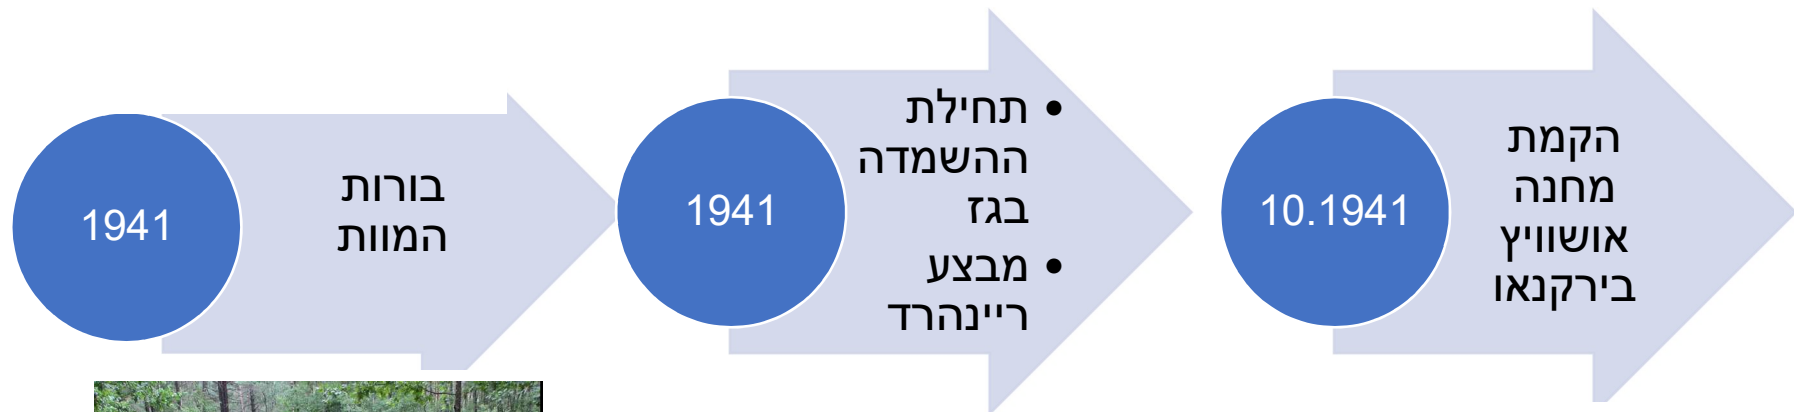 1941
בורות
המוות
1941
• תחילת
ההשמדה
בגז
• מבצע
ריינהרד
10.1941
הקמת
מחנה
אושוויץ
בירקנאו